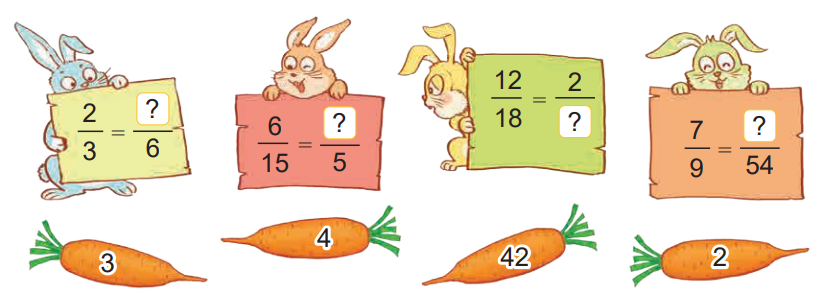 2/3 = ?/6
6/15 = ?/5
12/18 = 2/?
7/9 = ?/54
3
4
42
2